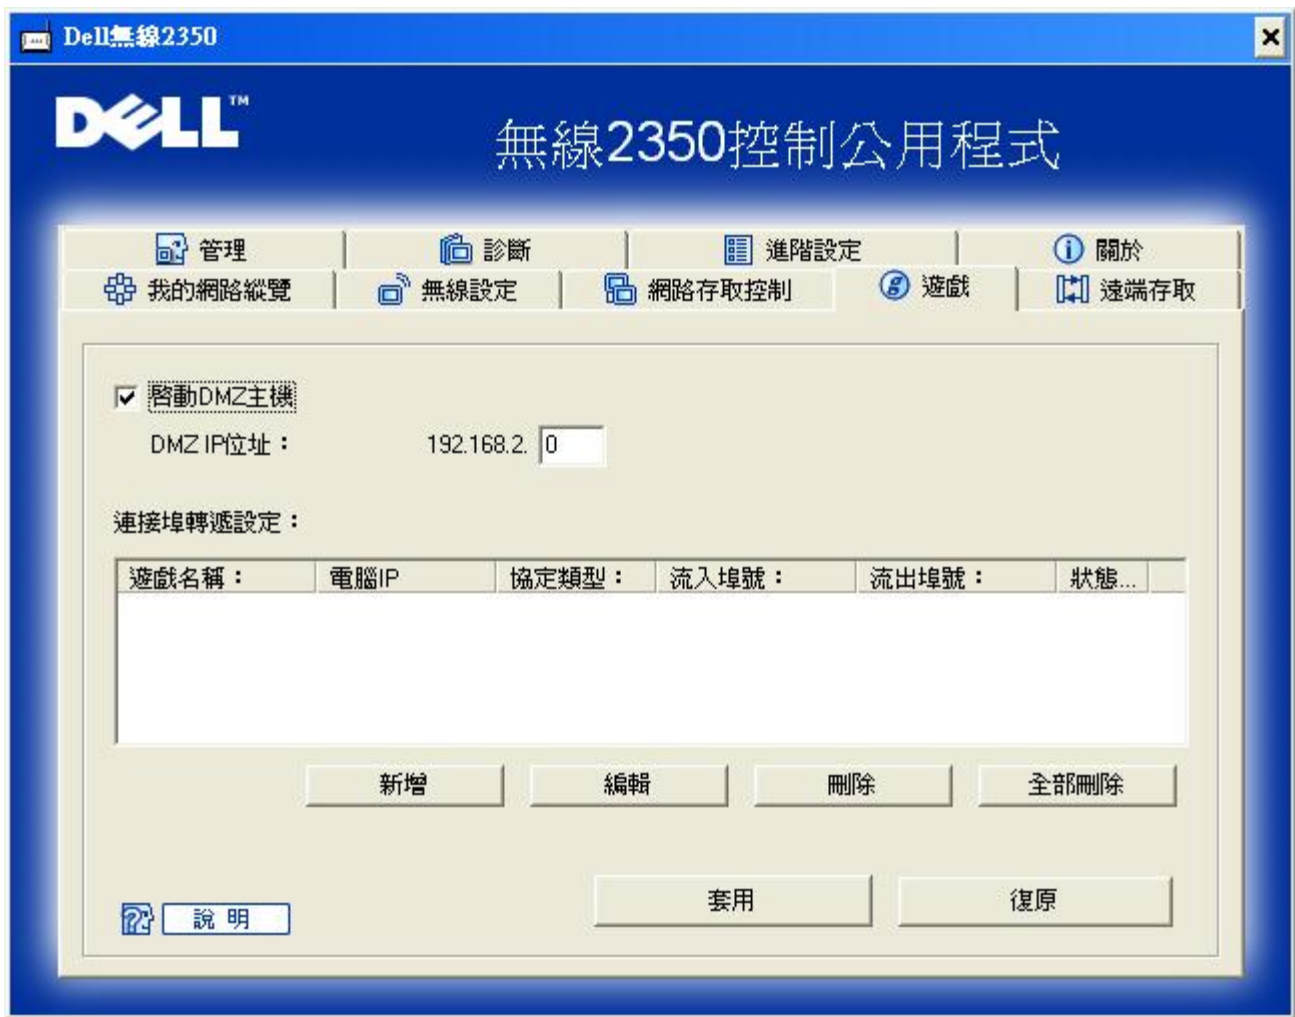 Dell無線2350
DELL™
無線2350控制公用程式
管理 診斷 進階設定 關於
我的網路縱覽 無線設定 網路存取控制 遊戲 遠端存取
啓動DMZ主機
DMZ IP位址： 192.168.2. 0
連接埠轉遞設定：
遊戲名稱： 電腦IP 協定類型： 流入埠號： 流出埠號： 狀態...
新增 編輯 刪除 全部刪除
套用 復原
說 明